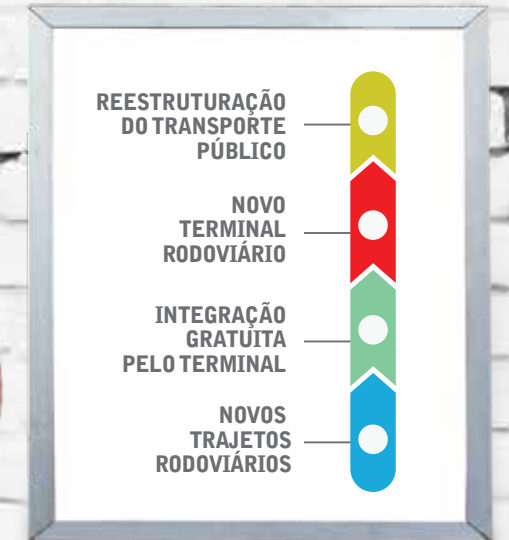 REESTRUTURAÇÃO
DO TRANSPORTE
PÚBLICO
NOVO
TERMINAL
RODOVIÁRIO
INTEGRAÇÃO
GRATUITA
PELO TERMINAL
NOVOS
TRAJETOS
RODOVIÁRIOS